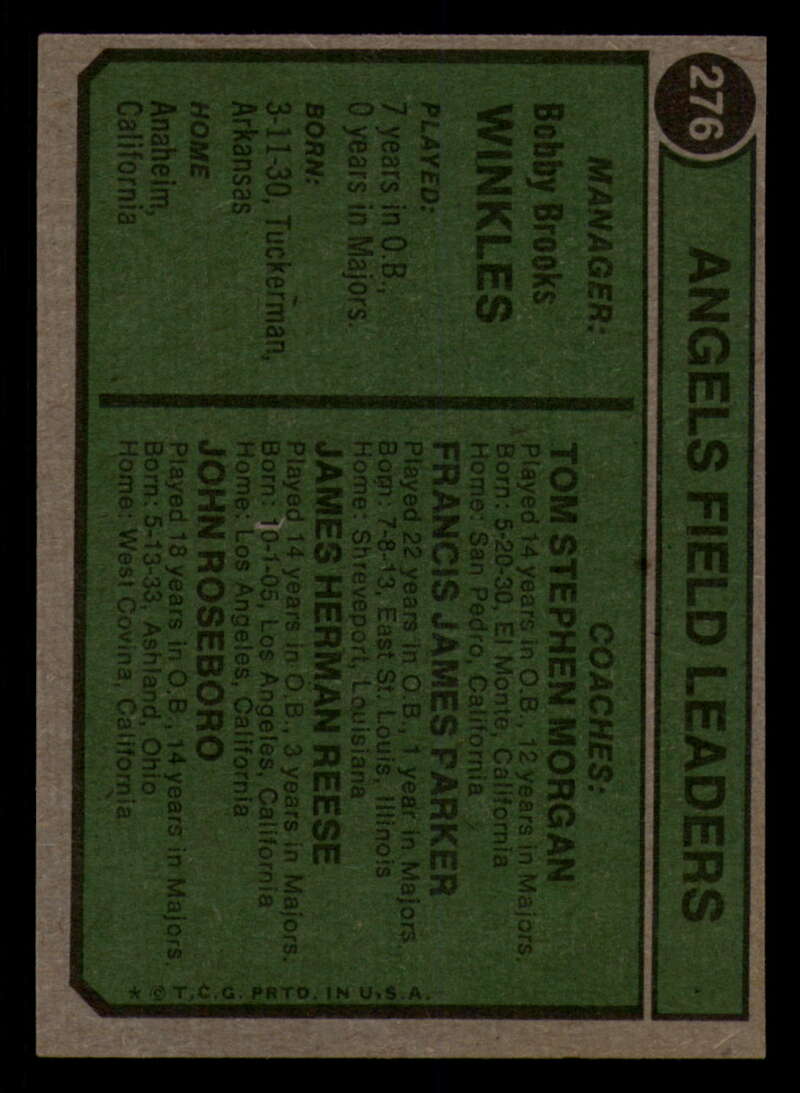 276
ANGELS FIELD LEADERS
MANAGER:
Bobby Brooks
WINKLES
PLAYED:
7 years in O.B.,
0 years in Majors.
BORN:
3-11-30, Tuckerman,
Arkansas
HOME
Anaheim,
California
COACHES:
TOM STEPHEN MORGAN
Played 14 years in O.B., 12 years in Majors.
Born: 5-20-30, El Monte, California
Home: San Pedro, California
FRANCIS JAMES PARKER
Played 22 years in O.B., 1 year in Majors
Born: 7-8-13, East St. Louis, Illinois
Home: Shreveport, Louisiana
JAMES HERMAN REESE
Played 14 years in O.B., 3 years in Majors.
Born: 10-1-05, Los Angeles, California
Home: Los Angeles, California
JOHN ROSEBORO
Played 18 years in O.B., 14 years in Majors
Born: 5-13-33, Ashland, Ohio
Home: West Covina, California
* © T.C.G. PRTD. IN U.S.A.